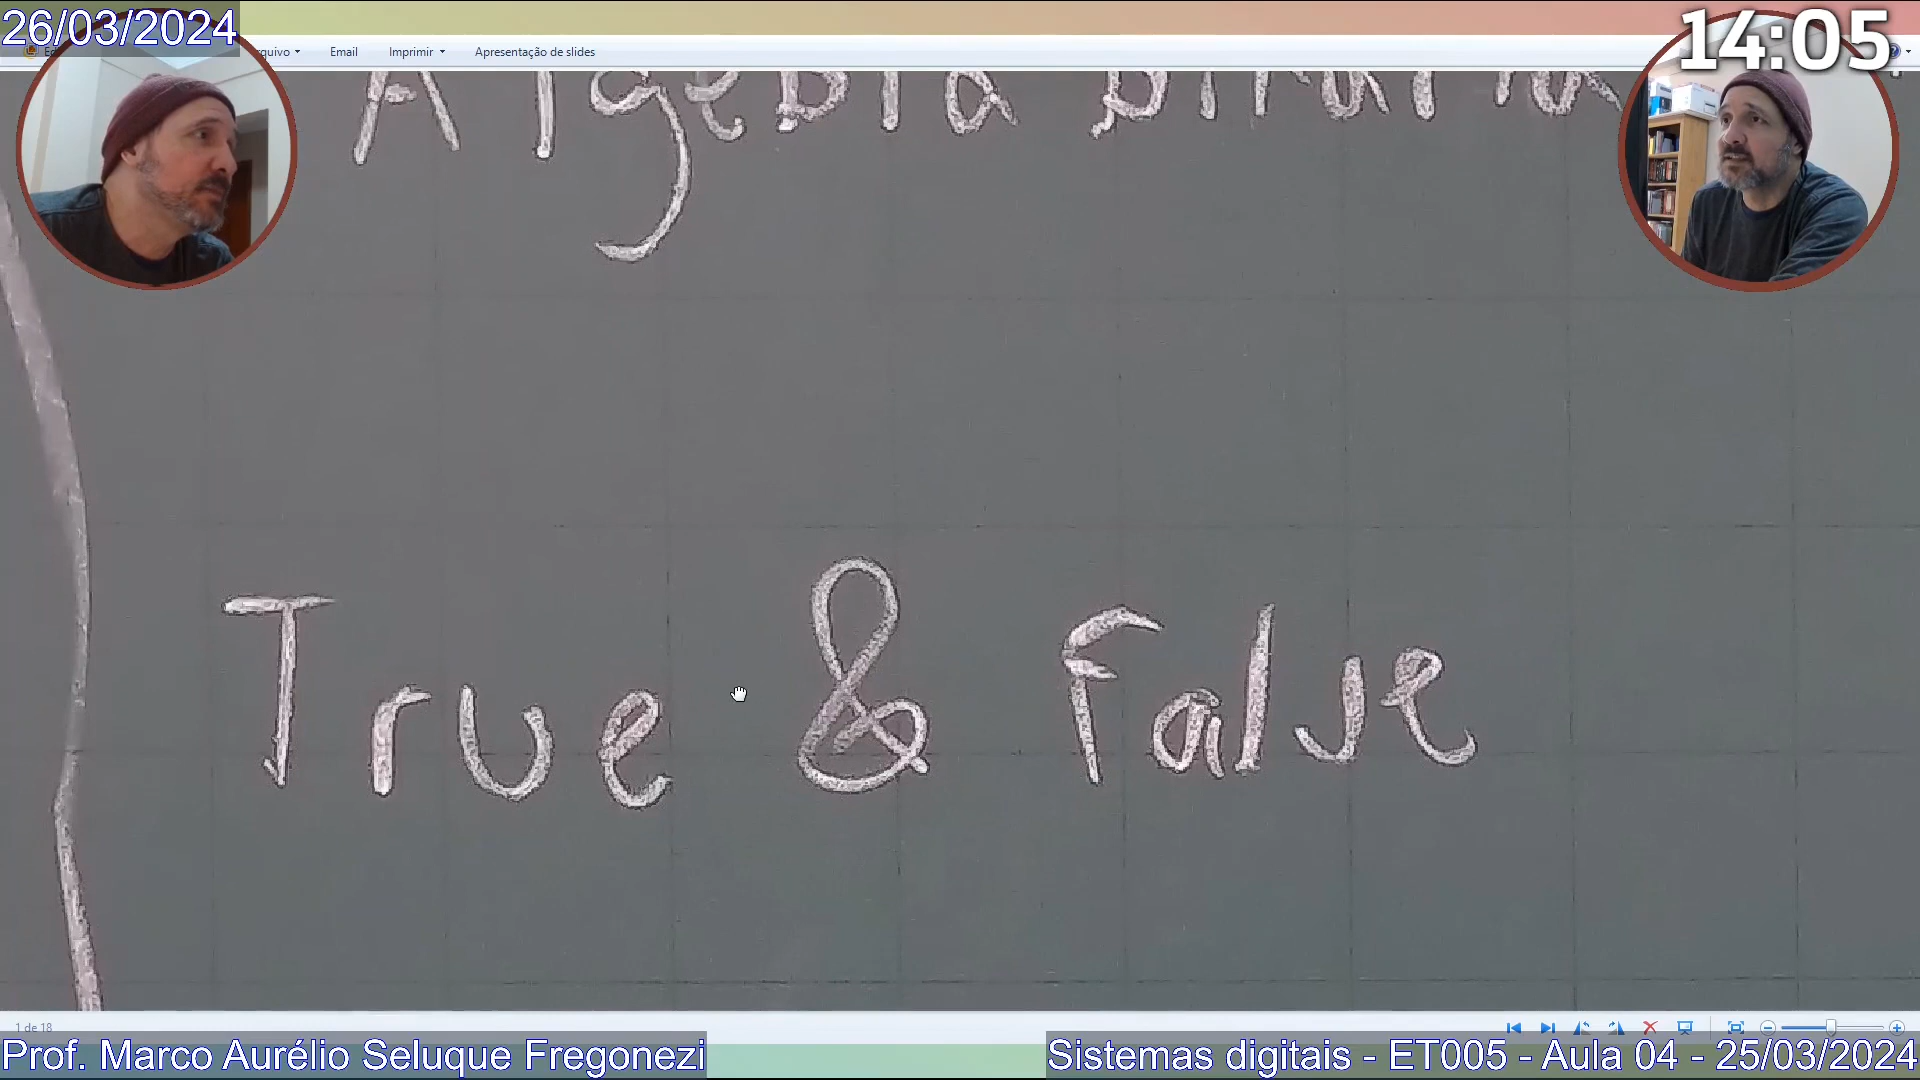 26/03/2024
14:05
Email
Imprimir
Apresentação de slides
Algebra binaria
True & False
1 de 18
Prof. Marco Aurélio Seluque Fregonezi
Sistemas digitais - ET005 - Aula 04 - 25/03/2024